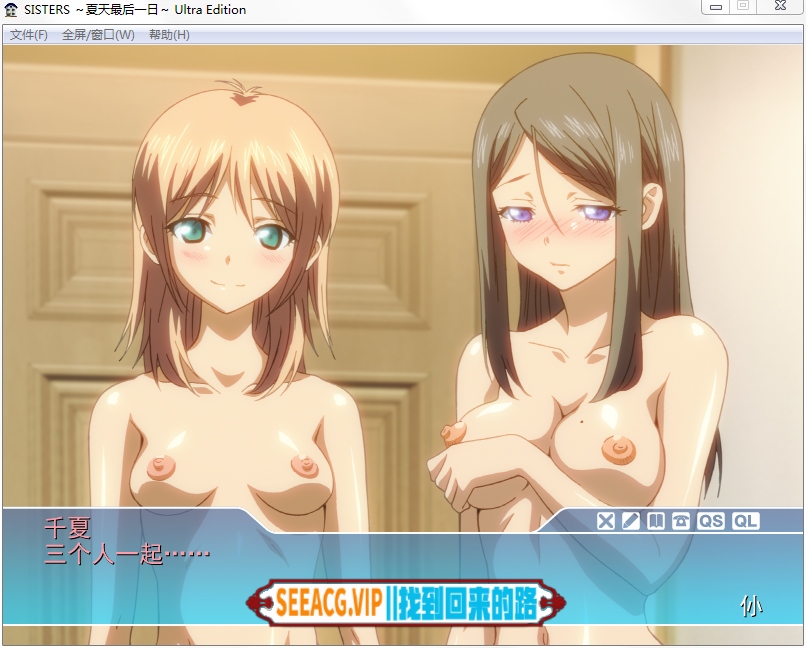 SISTERS ~夏天最后一日~ Ultra Edition
文件(F) 全屏/窗口(W) 帮助(H)
QS QL
千夏
三个人一起……
SEEACG.VIP||找到回来的路